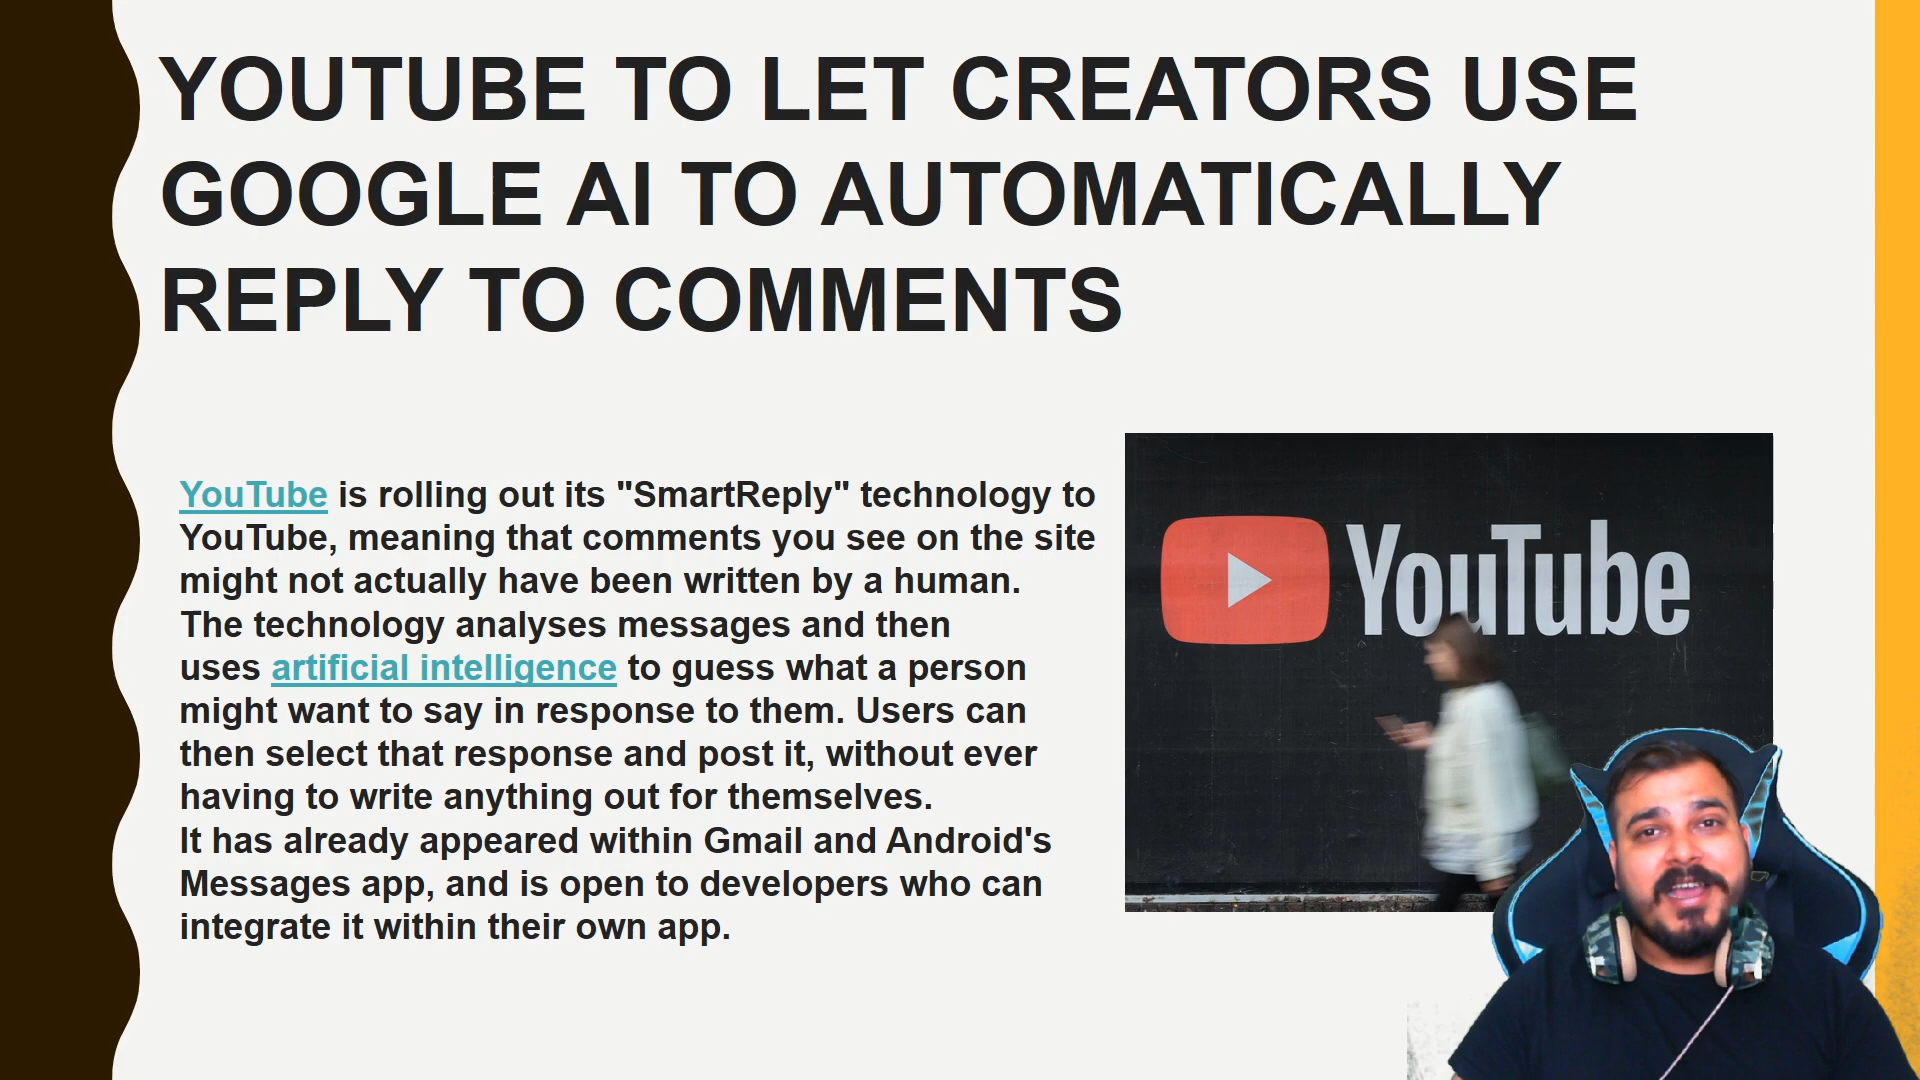 YOUTUBE TO LET CREATORS USE
GOOGLE AI TO AUTOMATICALLY
REPLY TO COMMENTS
YouTube is rolling out its "SmartReply" technology to
YouTube, meaning that comments you see on the site
might not actually have been written by a human.
The technology analyses messages and then
uses artificial intelligence to guess what a person
might want to say in response to them. Users can
then select that response and post it, without ever
having to write anything out for themselves.
It has already appeared within Gmail and Android's
Messages app, and is open to developers who can
integrate it within their own app.
YouTube